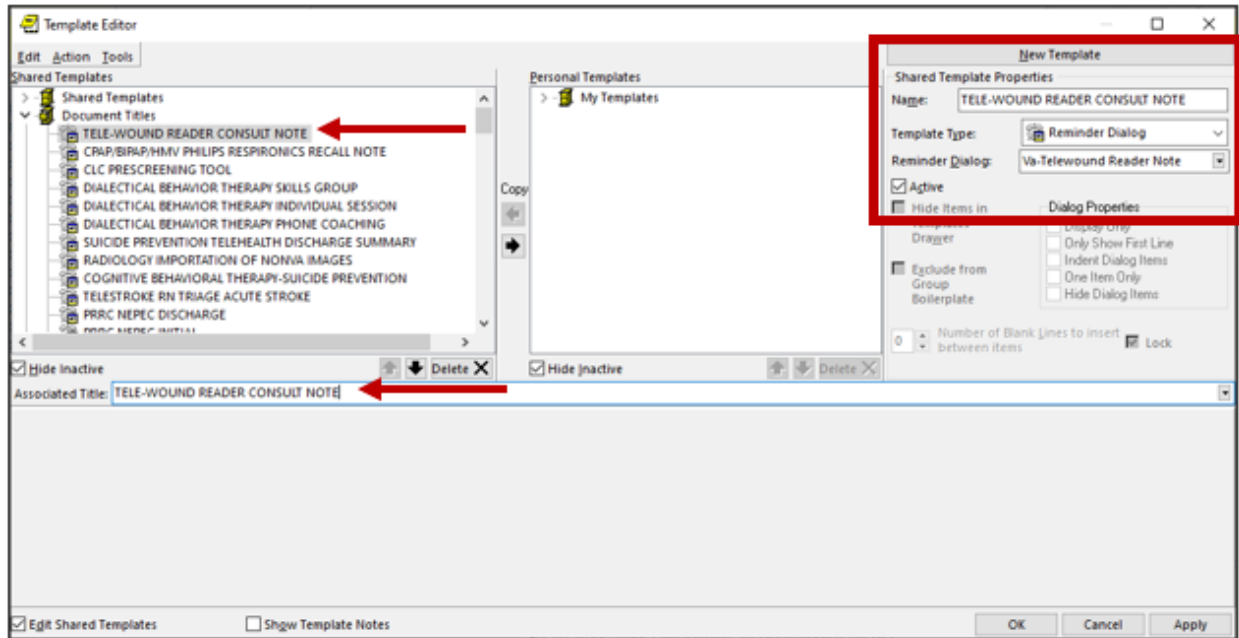 Template Editor
Edit Action Tools
New Template
Shared Templates
Shared Templates
Document Titles
TELE-WOUND READER CONSULT NOTE
CPAP/BIPAP/HMV PHILIPS RESPIRONICS RECALL NOTE
CLC PRESCREENING TOOL
DIALECTICAL BEHAVIOR THERAPY SKILLS GROUP
DIALECTICAL BEHAVIOR THERAPY INDIVIDUAL SESSION
DIALECTICAL BEHAVIOR THERAPY PHONE COACHING
SUICIDE PREVENTION TELEHEALTH DISCHARGE SUMMARY
RADIOLOGY IMPORTATION OF NONVA IMAGES
COGNITIVE BEHAVIORAL THERAPY-SUICIDE PREVENTION
TELESTROKE RN TRIAGE ACUTE STROKE
PRRC NEPEC DISCHARGE
PRRC NEPEC INITIAL
Copy
Personal Templates
My Templates
Shared Template Properties
Name: TELE-WOUND READER CONSULT NOTE
Template Type: Reminder Dialog
Reminder Dialog: Va-Telewound Reader Note
Active
Hide Items in
Templates
Drawer
Exclude from
Group
Boilerplate
Dialog Properties
Display Only
Only Show First Line
Indent Dialog Items
One Item Only
Hide Dialog Items
0 Number of Blank Lines to insert
between items
Lock
Hide Inactive Delete
Hide Inactive Delete
Associated Title: TELE-WOUND READER CONSULT NOTE
Edit Shared Templates Show Template Notes OK Cancel Apply